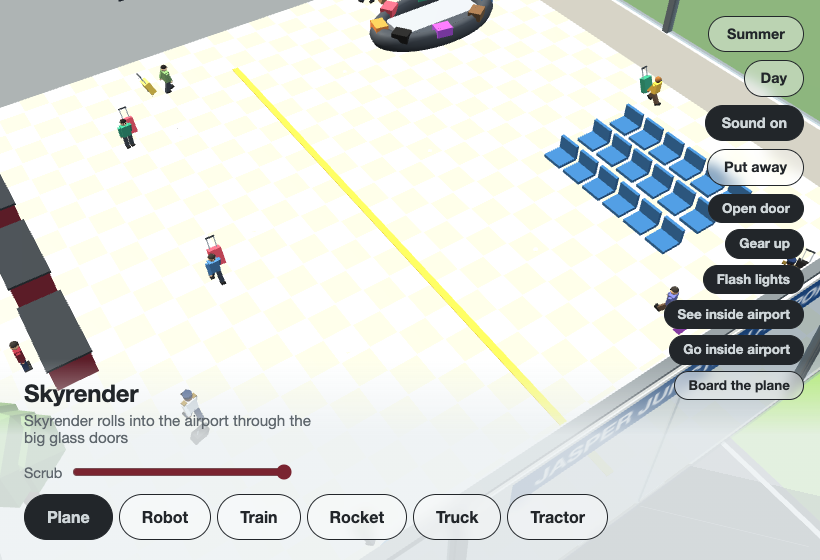 Summer
Day
Sound on
Put away
Open door
Gear up
Flash lights
See inside airport
Go inside airport
Board the plane
Skyrender
Skyrender rolls into the airport through the
big glass doors
Scrub
Plane
Robot
Train
Rocket
Truck
Tractor